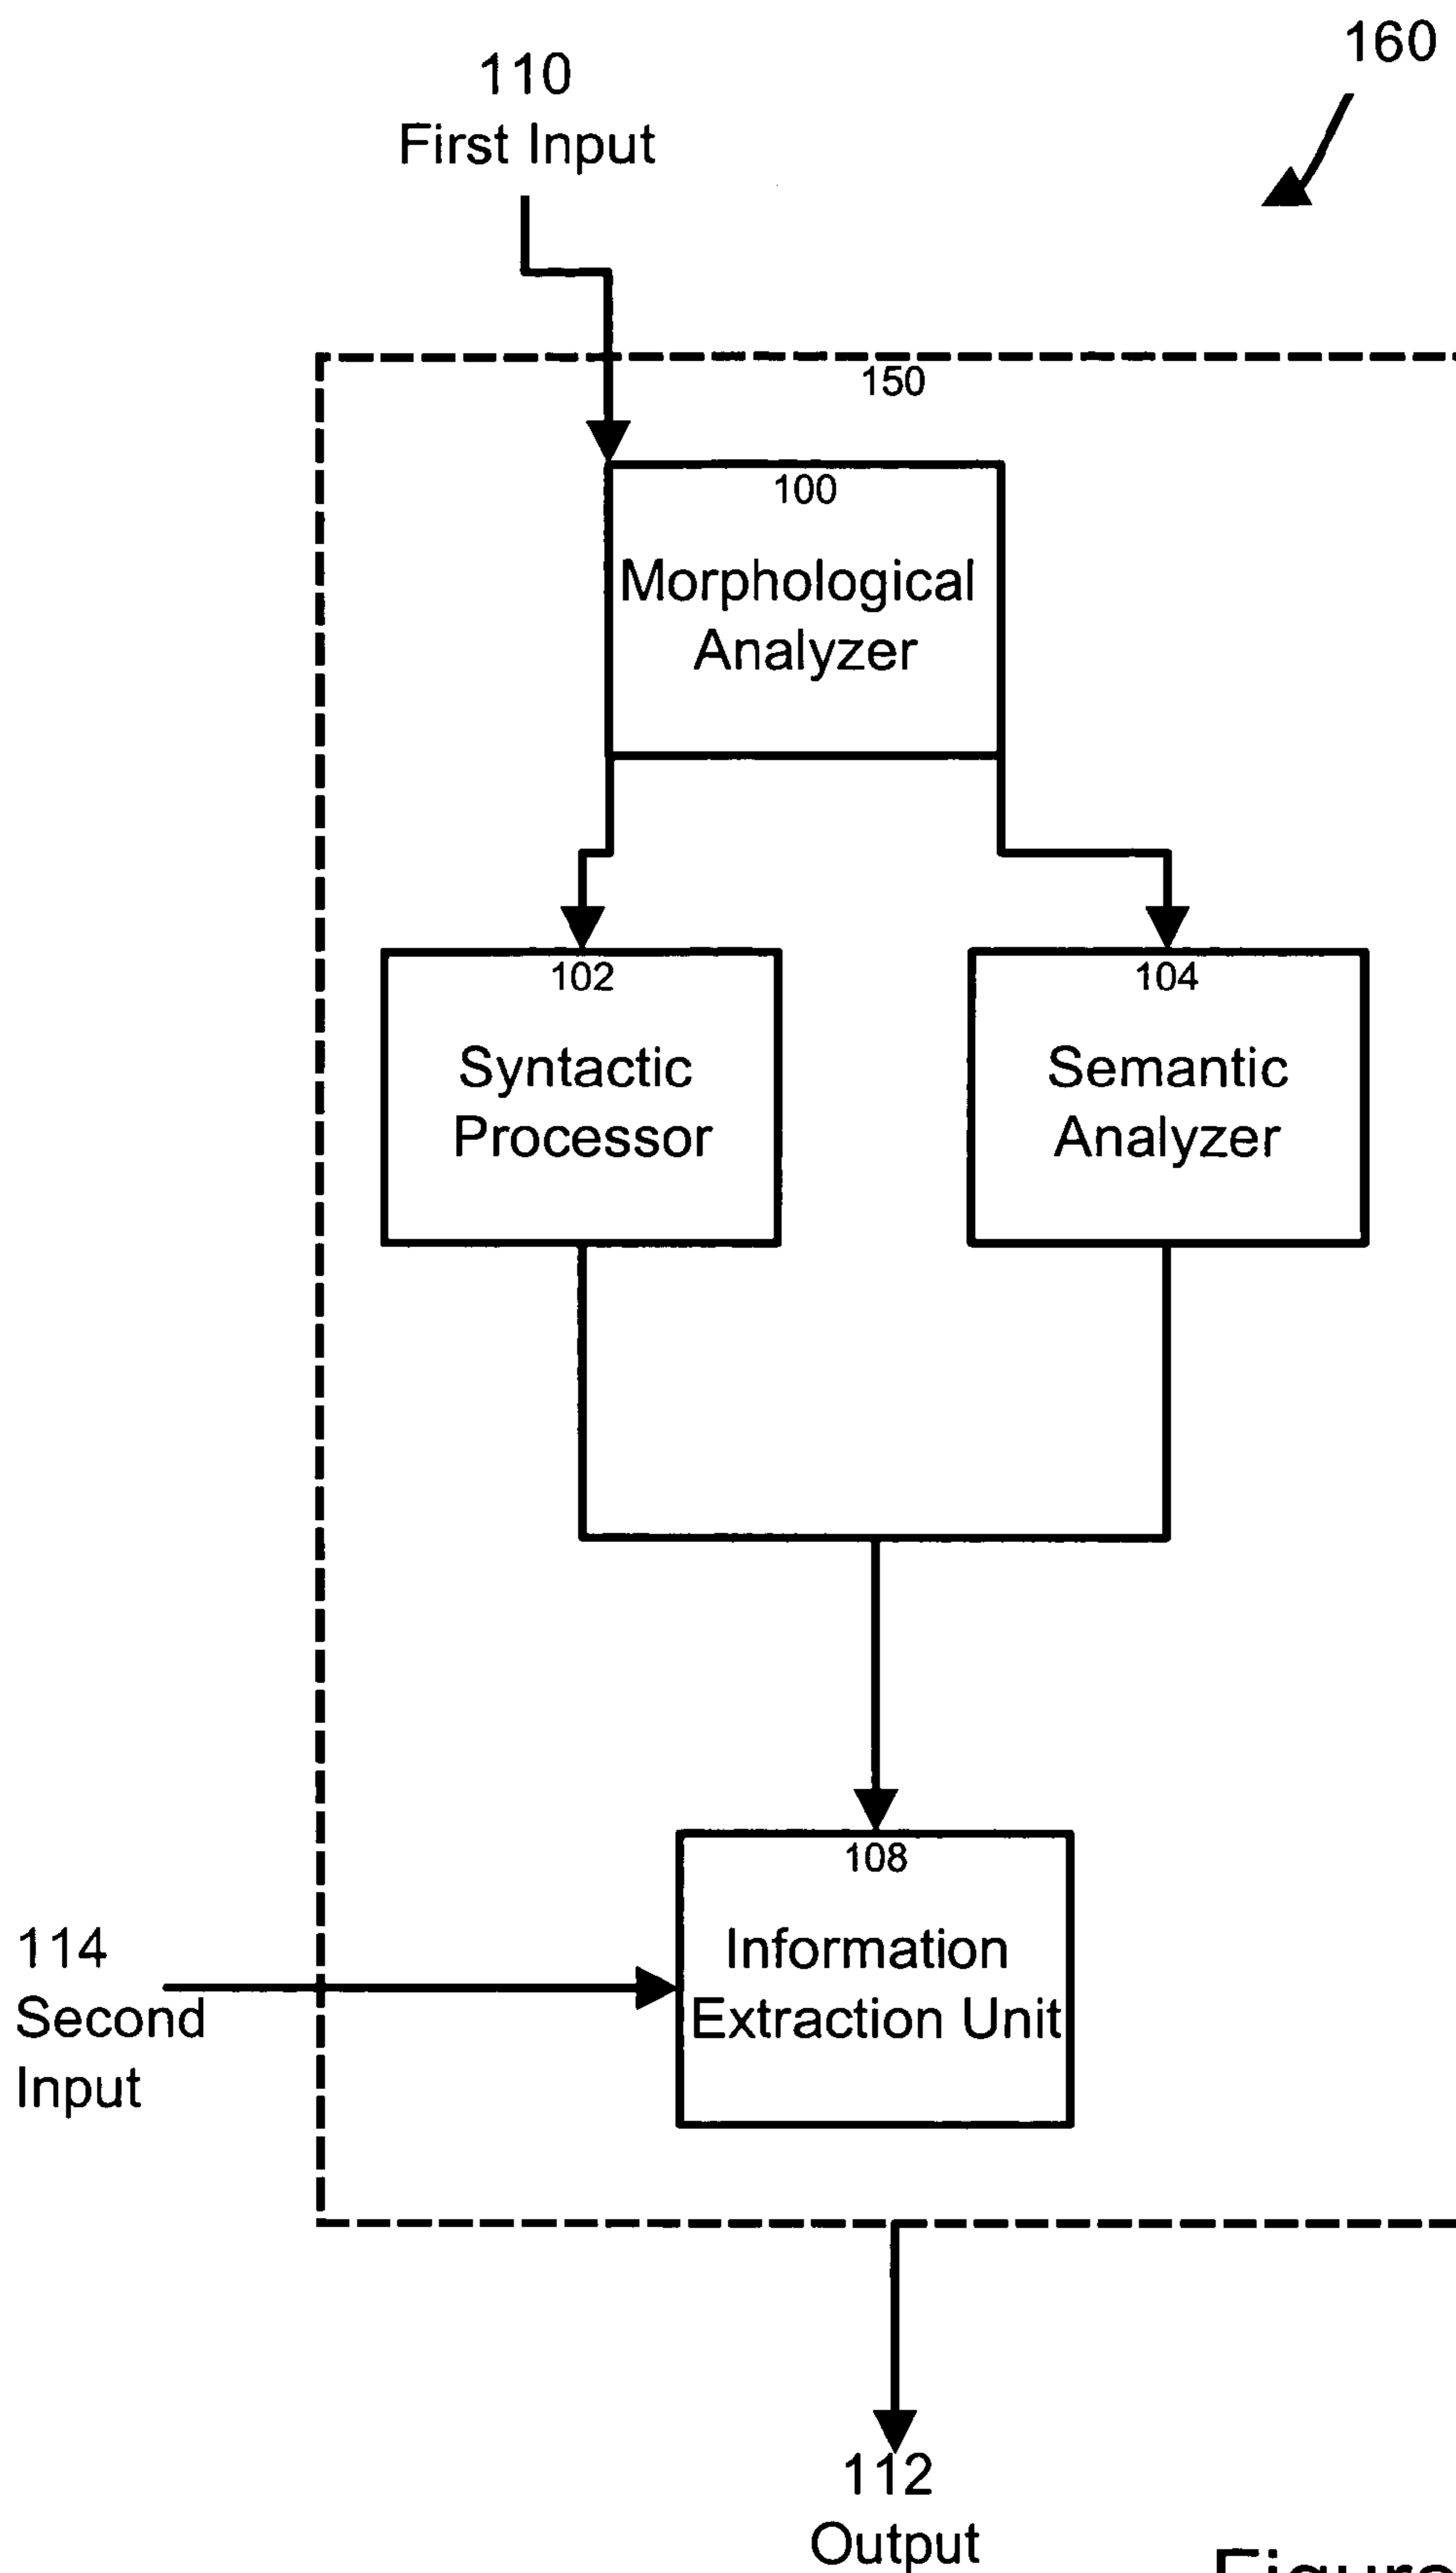 160
110
First Input
150
100
Morphological
Analyzer
102
Syntactic
Processor
104
Semantic
Analyzer
108
Information
Extraction Unit
114
Second
Input
112
Output
Figure